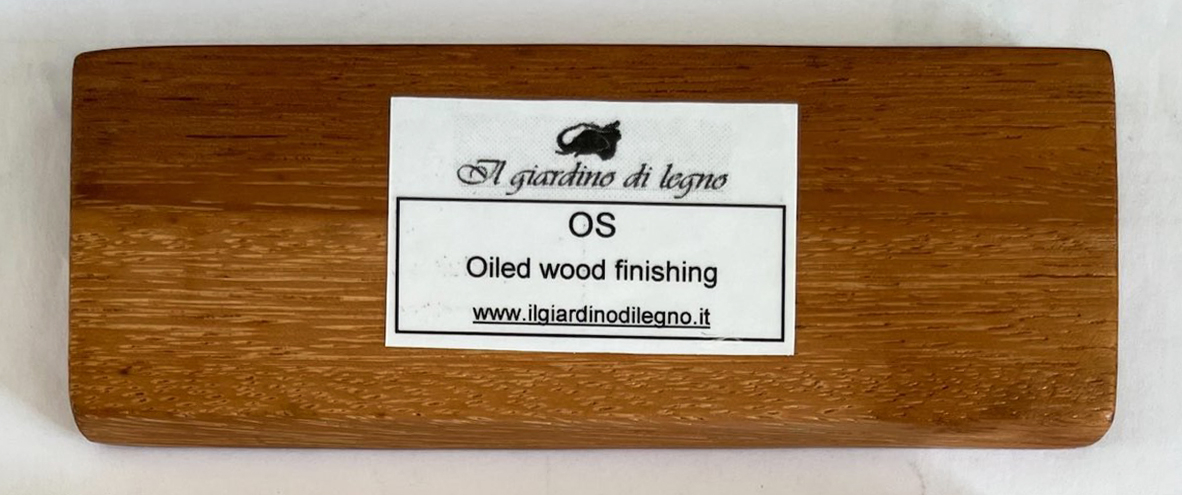 Il giardino di legno
OS
Oiled wood finishing
www.ilgiardinodilegno.it